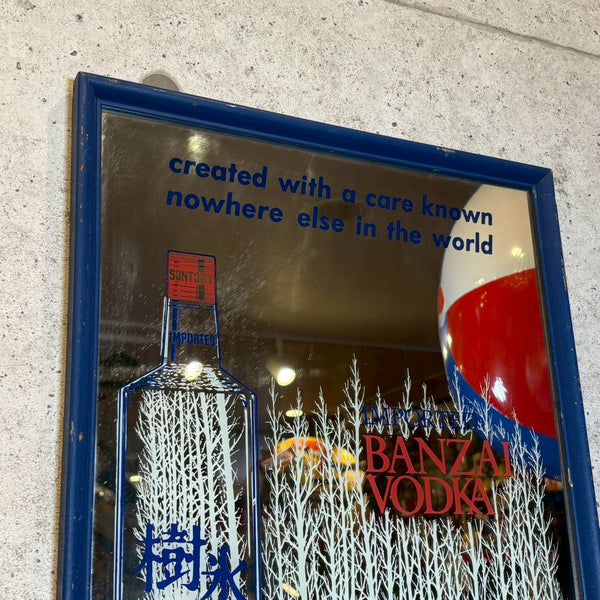 created with a care known
nowhere else in the world
SUNTORY
IMPORTED
IMPORTED
BANZAI
VODKA
樹氷